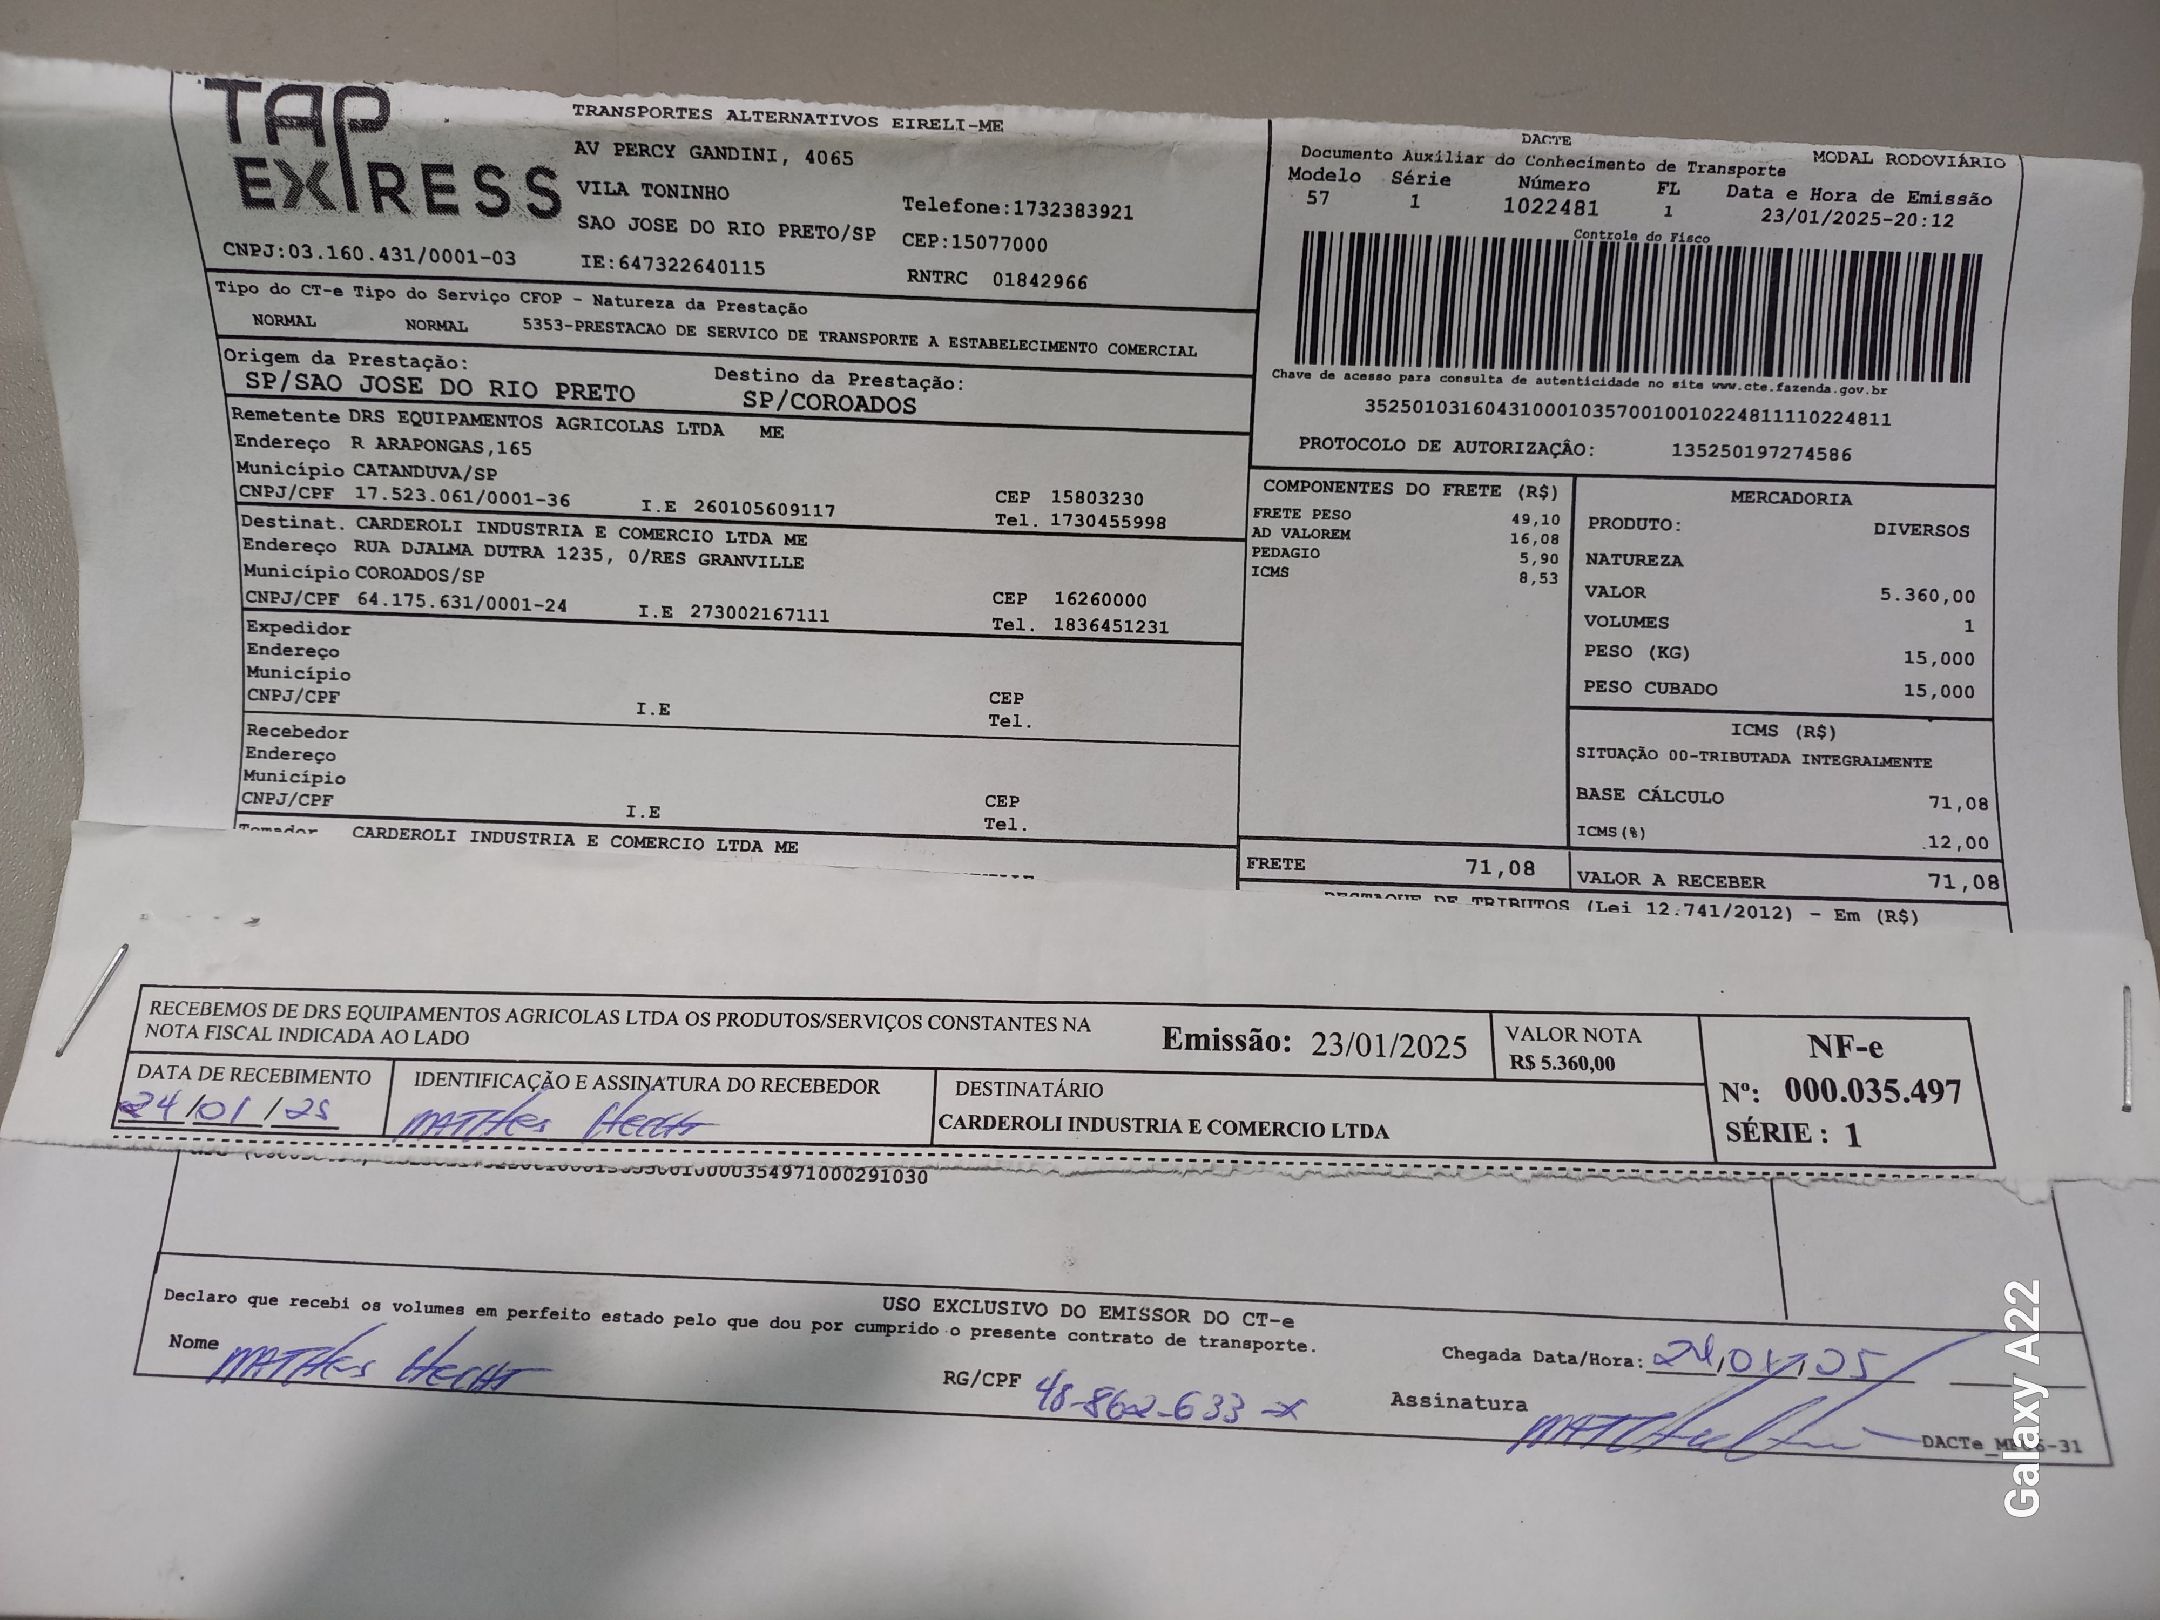 TAP EXPRESS
TRANSPORTES ALTERNATIVOS EIRELI-ME
AV PERCY GANDINI, 4065
VILA TONINHO
Telefone:1732383921
SAO JOSE DO RIO PRETO/SP
CEP:15077000
CNPJ:03.160.431/0001-03
IE:647322640115
RNTRC 01842966
Tipo do CT-e Tipo do Serviço CFOP - Natureza da Prestação
NORMAL NORMAL 5353-PRESTACAO DE SERVICO DE TRANSPORTE A ESTABELECIMENTO COMERCIAL
Origem da Prestação:
SP/SAO JOSE DO RIO PRETO
Destino da Prestação:
SP/COROADOS
Remetente DRS EQUIPAMENTOS AGRICOLAS LTDA ME
Endereço R ARAPONGAS,165
Município CATANDUVA/SP
CNPJ/CPF 17.523.061/0001-36 I.E 260105609117
CEP 15803230
Tel. 1730455998
Destinat. CARDEROLI INDUSTRIA E COMERCIO LTDA ME
Endereço RUA DJALMA DUTRA 1235, 0/RES GRANVILLE
Município COROADOS/SP
CNPJ/CPF 64.175.631/0001-24 I.E 273002167111
CEP 16260000
Tel. 1836451231
Expedidor
Endereço
Município
CNPJ/CPF I.E
CEP
Tel.
Recebedor
Endereço
Município
CNPJ/CPF I.E
CEP
Tel.
Tomador CARDEROLI INDUSTRIA E COMERCIO LTDA ME
DACTE
Documento Auxiliar do Conhecimento de Transporte
MODAL RODOVIÁRIO
Modelo Série Número FL Data e Hora de Emissão
57 1 1022481 1 23/01/2025-20:12
Controle do Fisco
Chave de acesso para consulta de autenticidade no site www.cte.fazenda.gov.br
35250103160431000103570010010224811110224811
PROTOCOLO DE AUTORIZAÇÂO: 135250197274586
COMPONENTES DO FRETE (R$)
FRETE PESO 49,10
AD VALOREM 16,08
PEDAGIO 5,90
ICMS 8,53
MERCADORIA
PRODUTO: DIVERSOS
NATUREZA
VALOR 5.360,00
VOLUMES 1
PESO (KG) 15,000
PESO CUBADO 15,000
ICMS (R$)
SITUAÇÃO 00-TRIBUTADA INTEGRALMENTE
BASE CÁLCULO 71,08
ICMS(%) 12,00
FRETE 71,08
VALOR A RECEBER 71,08
DESTAQUE DE TRIBUTOS (Lei 12.741/2012) - Em (R$)
RECEBEMOS DE DRS EQUIPAMENTOS AGRICOLAS LTDA OS PRODUTOS/SERVIÇOS CONSTANTES NA
NOTA FISCAL INDICADA AO LADO
Emissão: 23/01/2025
VALOR NOTA
R$ 5.360,00
NF-e
Nº: 000.035.497
SÉRIE : 1
DATA DE RECEBIMENTO
24/01/25
IDENTIFICAÇÃO E ASSINATURA DO RECEBEDOR
MATHES HECHT
DESTINATÁRIO
CARDEROLI INDUSTRIA E COMERCIO LTDA
USO EXCLUSIVO DO EMISSOR DO CT-e
Declaro que recebi os volumes em perfeito estado pelo que dou por cumprido o presente contrato de transporte.
Nome MATHES HECHT
RG/CPF 48-862-633-x
Chegada Data/Hora: 24/01/25
Assinatura
Galaxy A22